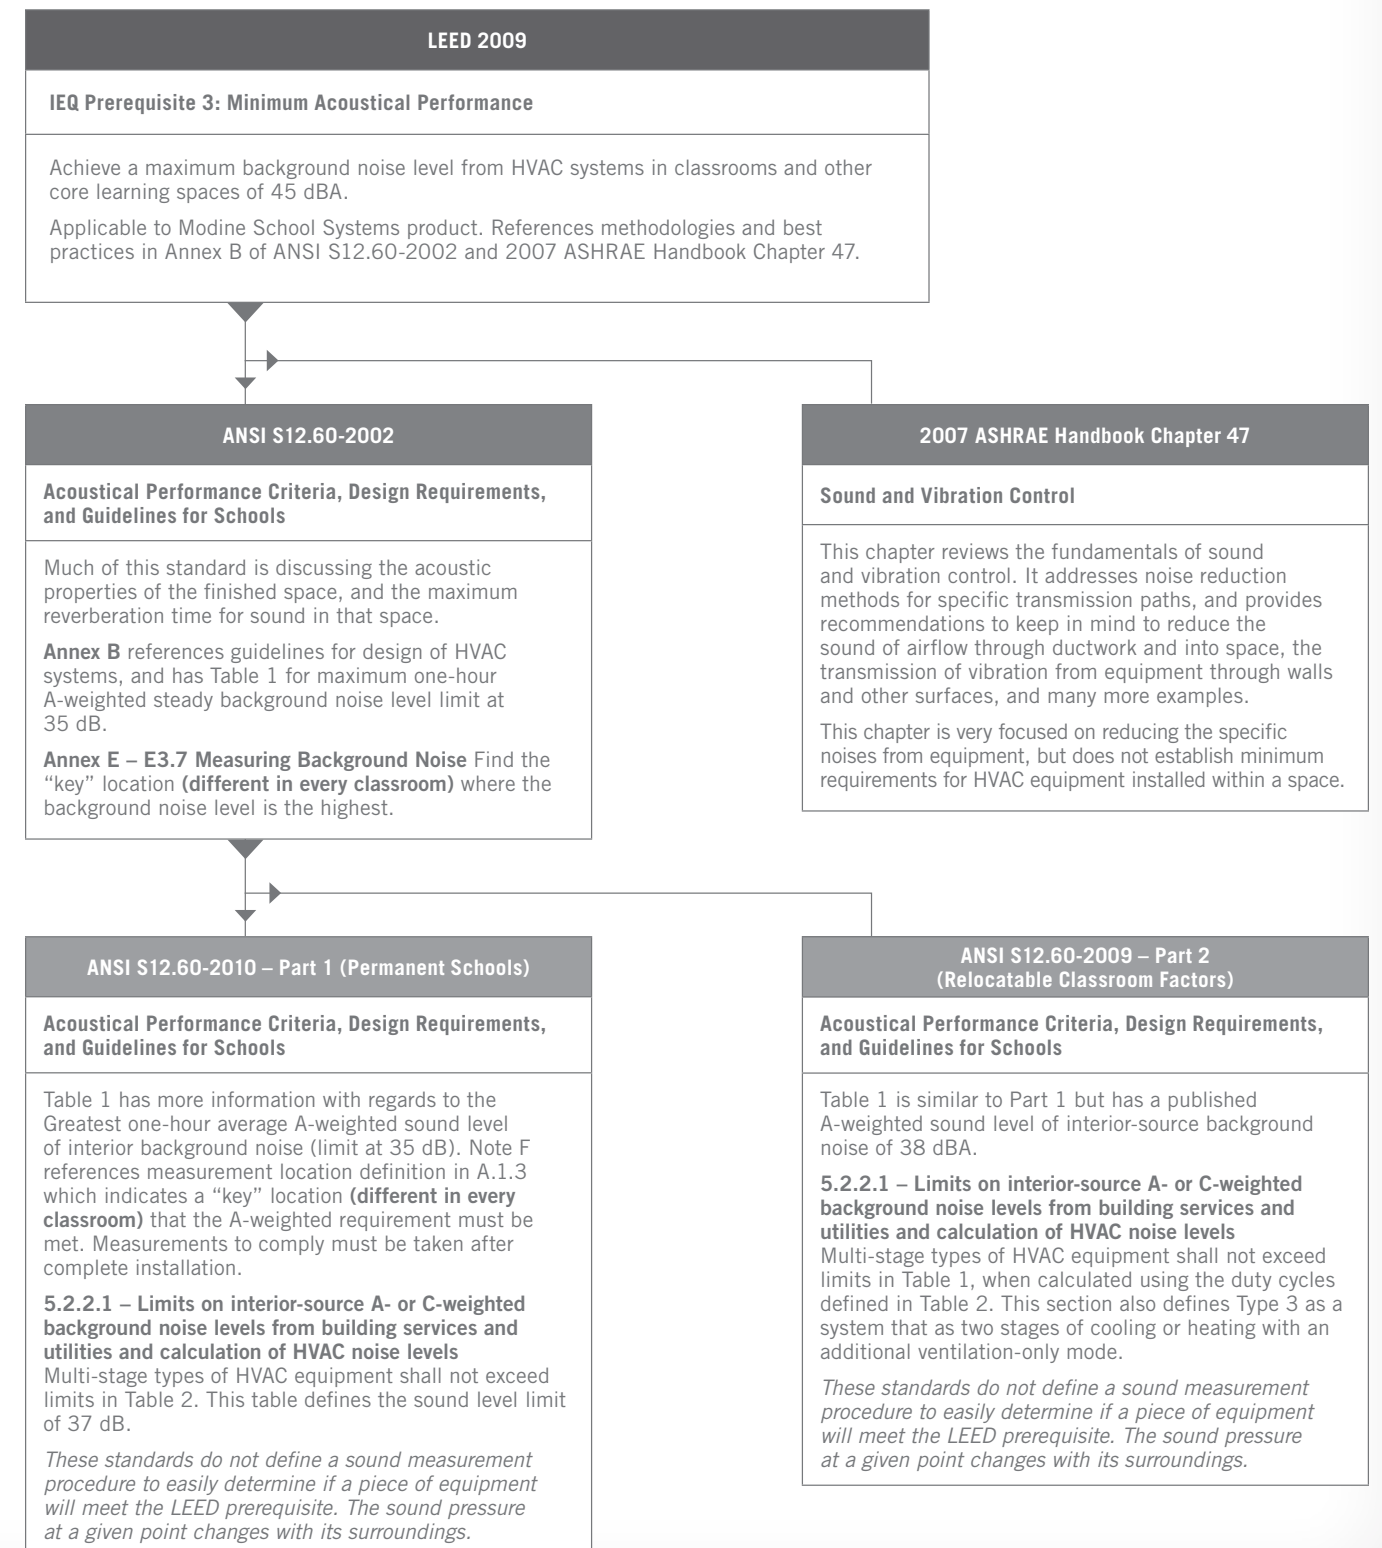 LEED 2009
IEQ Prerequisite 3: Minimum Acoustical Performance
Achieve a maximum background noise level from HVAC systems in classrooms and other
core learning spaces of 45 dBA.
Applicable to Modine School Systems product. References methodologies and best
practices in Annex B of ANSI S12.60-2002 and 2007 ASHRAE Handbook Chapter 47.
ANSI S12.60-2002
Acoustical Performance Criteria, Design Requirements,
and Guidelines for Schools
Much of this standard is discussing the acoustic
properties of the finished space, and the maximum
reverberation time for sound in that space.
Annex B references guidelines for design of HVAC
systems, and has Table 1 for maximum one-hour
A-weighted steady background noise level limit at
35 dB.
Annex E – E3.7 Measuring Background Noise Find the
“key” location (different in every classroom) where the
background noise level is the highest.
2007 ASHRAE Handbook Chapter 47
Sound and Vibration Control
This chapter reviews the fundamentals of sound
and vibration control. It addresses noise reduction
methods for specific transmission paths, and provides
recommendations to keep in mind to reduce the
sound of airflow through ductwork and into space, the
transmission of vibration from equipment through walls
and other surfaces, and many more examples.
This chapter is very focused on reducing the specific
noises from equipment, but does not establish minimum
requirements for HVAC equipment installed within a space.
ANSI S12.60-2010 – Part 1 (Permanent Schools)
Acoustical Performance Criteria, Design Requirements,
and Guidelines for Schools
Table 1 has more information with regards to the
Greatest one-hour average A-weighted sound level
of interior background noise (limit at 35 dB). Note F
references measurement location definition in A.1.3
which indicates a “key” location (different in every
classroom) that the A-weighted requirement must be
met. Measurements to comply must be taken after
complete installation.
5.2.2.1 – Limits on interior-source A- or C-weighted
background noise levels from building services and
utilities and calculation of HVAC noise levels
Multi-stage types of HVAC equipment shall not exceed
limits in Table 2. This table defines the sound level limit
of 37 dB.
These standards do not define a sound measurement
procedure to easily determine if a piece of equipment
will meet the LEED prerequisite. The sound pressure
at a given point changes with its surroundings.
ANSI S12.60-2009 – Part 2
(Relocatable Classroom Factors)
Acoustical Performance Criteria, Design Requirements,
and Guidelines for Schools
Table 1 is similar to Part 1 but has a published
A-weighted sound level of interior-source background
noise of 38 dBA.
5.2.2.1 – Limits on interior-source A- or C-weighted
background noise levels from building services and
utilities and calculation of HVAC noise levels
Multi-stage types of HVAC equipment shall not exceed
limits in Table 1, when calculated using the duty cycles
defined in Table 2. This section also defines Type 3 as a
system that as two stages of cooling or heating with an
additional ventilation-only mode.
These standards do not define a sound measurement
procedure to easily determine if a piece of equipment
will meet the LEED prerequisite. The sound pressure
at a given point changes with its surroundings.